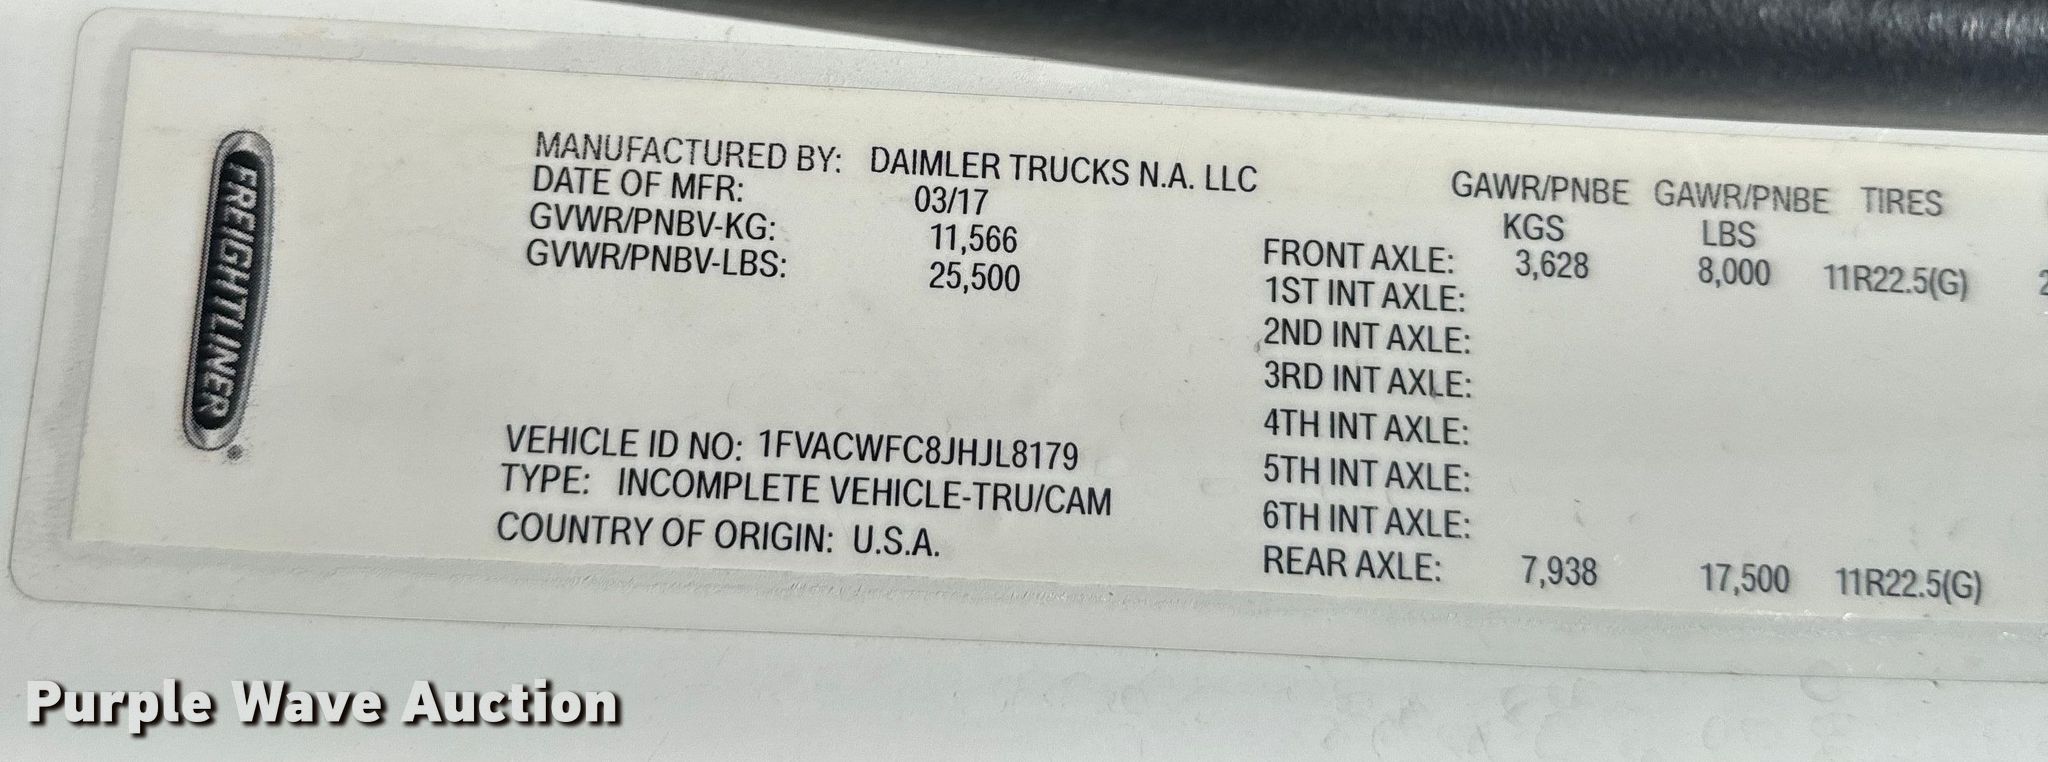 FREIGHTLINER
MANUFACTURED BY: DAIMLER TRUCKS N.A. LLC
DATE OF MFR: 03/17
GVWR/PNBV-KG: 11,566
GVWR/PNBV-LBS: 25,500
VEHICLE ID NO: 1FVACWFC8JHJL8179
TYPE: INCOMPLETE VEHICLE-TRU/CAM
COUNTRY OF ORIGIN: U.S.A.
GAWR/PNBE GAWR/PNBE TIRES
KGS LBS
FRONT AXLE: 3,628 8,000 11R22.5(G)
1ST INT AXLE:
2ND INT AXLE:
3RD INT AXLE:
4TH INT AXLE:
5TH INT AXLE:
6TH INT AXLE:
REAR AXLE: 7,938 17,500 11R22.5(G)
Purple Wave Auction